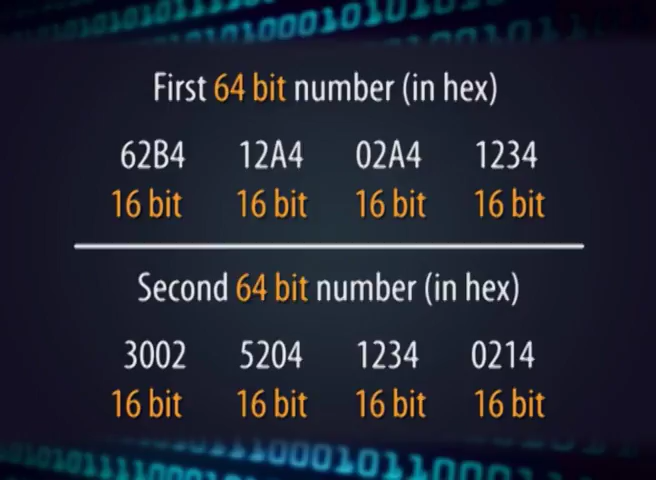 First 64 bit number (in hex)
62B4 12A4 02A4 1234
16 bit 16 bit 16 bit 16 bit
Second 64 bit number (in hex)
3002 5204 1234 0214
16 bit 16 bit 16 bit 16 bit